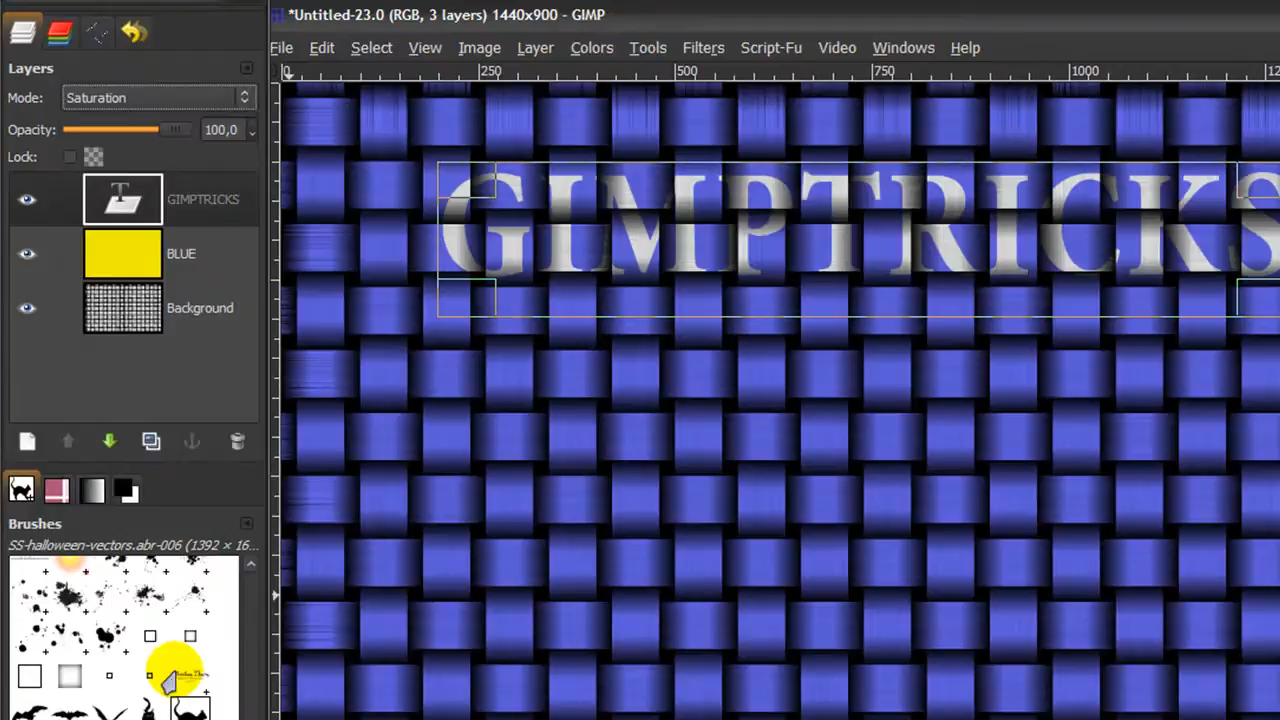 *Untitled-23.0 (RGB, 3 layers) 1440x900 - GIMP
File Edit Select View Image Layer Colors Tools Filters Script-Fu Video Windows Help
0 250 500 750 1000
Layers
Mode: Saturation
Opacity: 100,0
Lock:
GIMPTRICKS
BLUE
Background
GIMPTRICKS
Brushes
SS-halloween-vectors.abr-006 (1392 × 16...